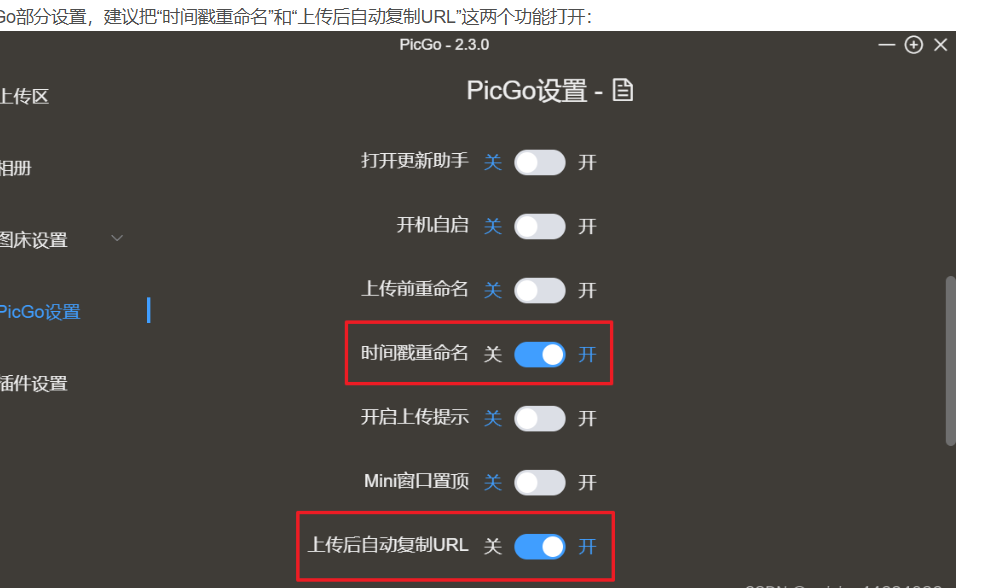 Go部分设置，建议把“时间戳重命名”和“上传后自动复制URL”这两个功能打开：
PicGo - 2.3.0
PicGo设置 -
上传区
打开更新助手 关 开
相册
开机自启 关 开
图床设置
上传前重命名 关 开
PicGo设置
时间戳重命名 关 开
插件设置
开启上传提示 关 开
Mini窗口置顶 关 开
上传后自动复制URL 关 开